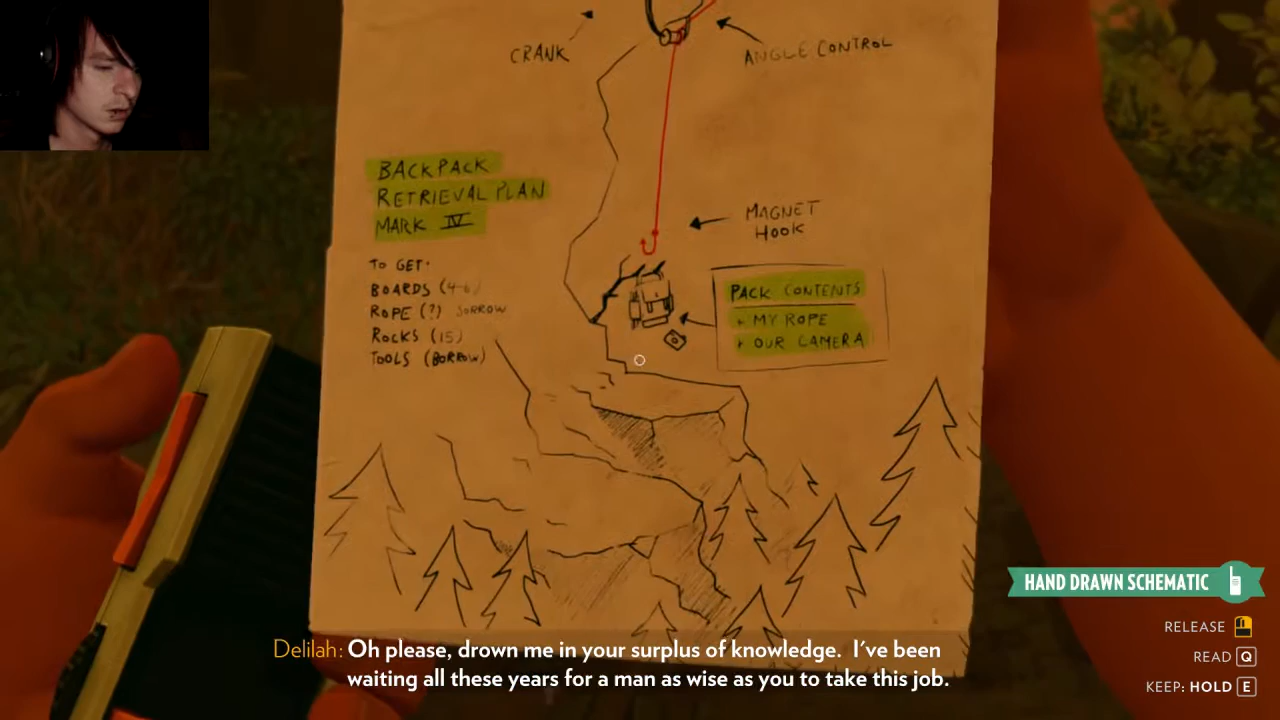 CRANK
ANGLE CONTROL
BACKPACK
RETRIEVAL PLAN
MARK IV
MAGNET
HOOK
TO GET:
BOARDS (4-6)
ROPE (?) SORROW
ROCKS (15)
TOOLS (BORROW)
PACK CONTENTS
MY ROPE
OUR CAMERA
HAND DRAWN SCHEMATIC
RELEASE
READ Q
KEEP: HOLD E
Delilah: Oh please, drown me in your surplus of knowledge. I've been
waiting all these years for a man as wise as you to take this job.